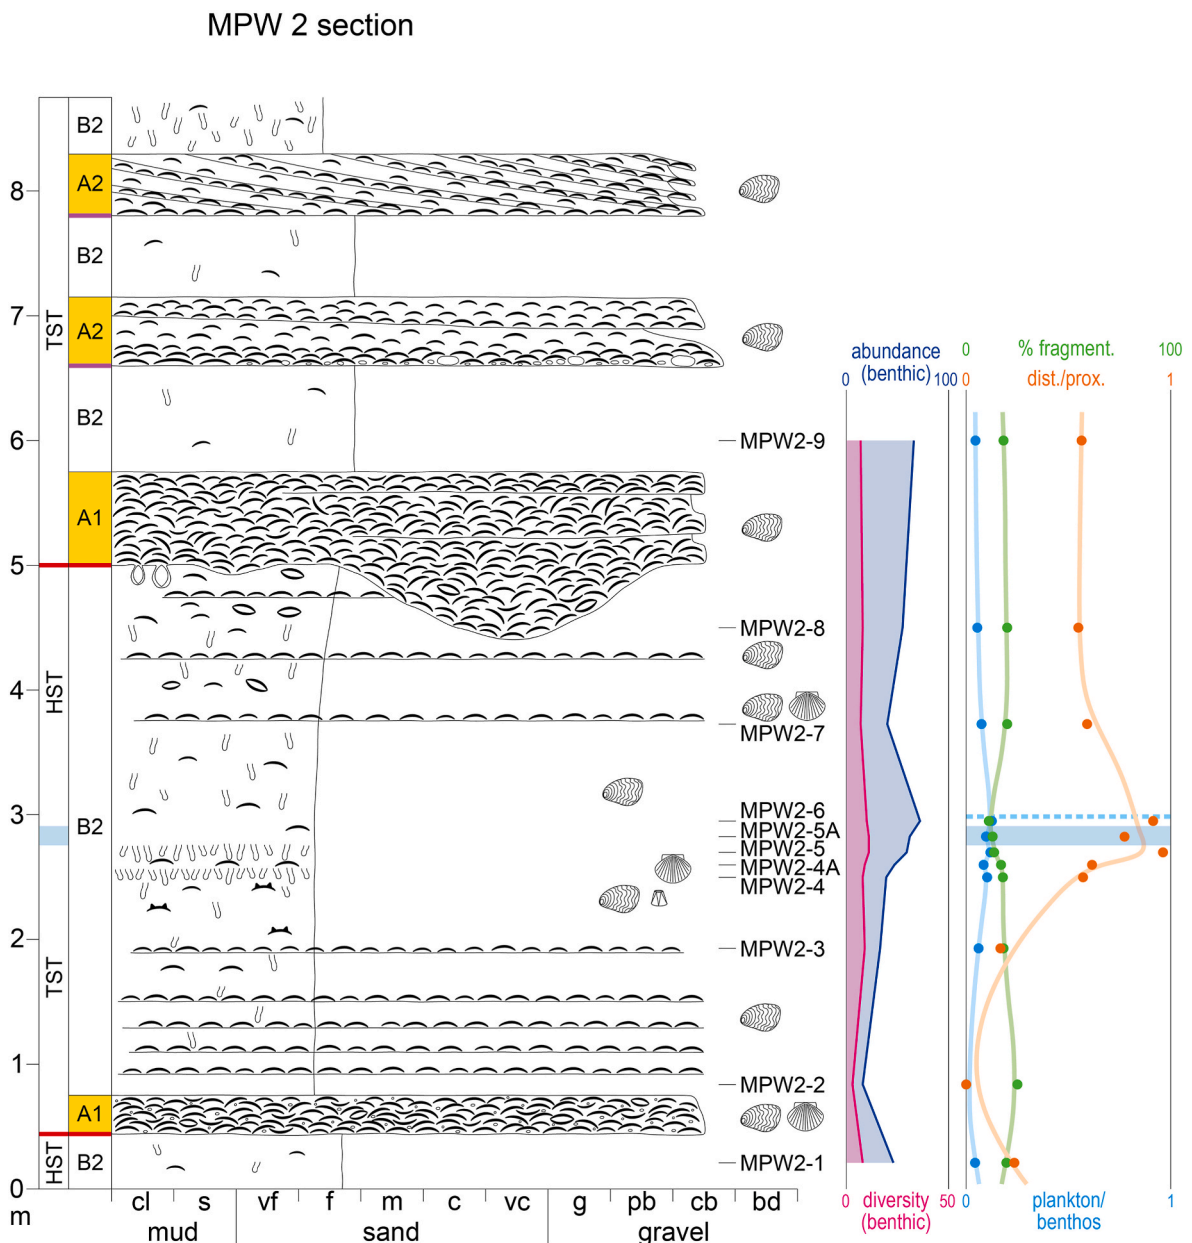 MPW 2 section
B2
8
A2
B2
7
TST
A2
abundance
(benthic)
0
100
0
% fragment.
100
0
dist./prox.
1
B2
6
MPW2-9
A1
5
MPW2-8
HST
4
MPW2-7
3
B2
MPW2-6
MPW2-5A
MPW2-5
MPW2-4A
MPW2-4
2
MPW2-3
TST
1
MPW2-2
A1
HST
B2
MPW2-1
0
m
cl
s
vf
f
m
c
vc
g
pb
cb
bd
mud
sand
gravel
0
diversity
(benthic)
50
0
plankton/
benthos
1